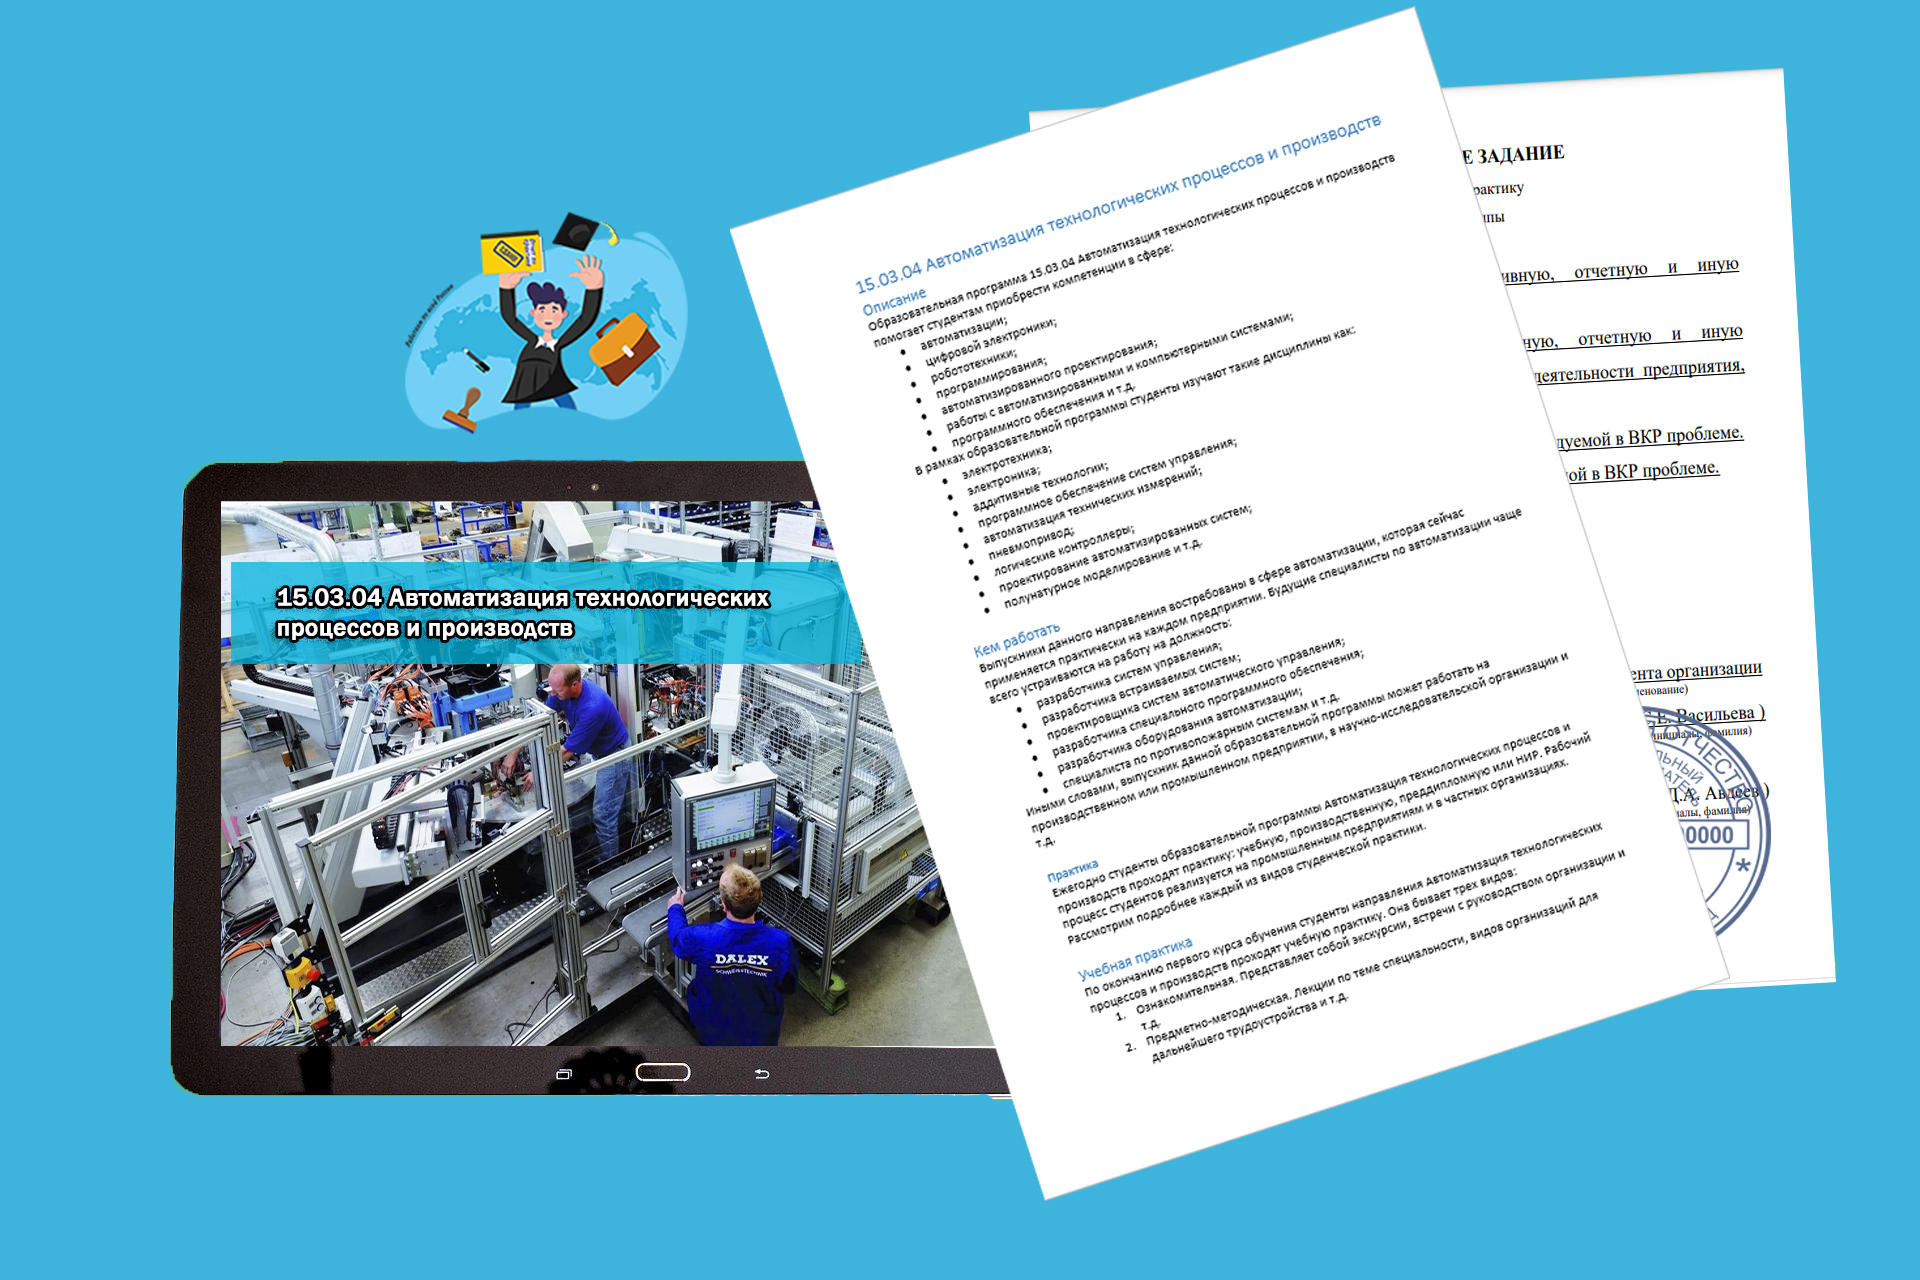 15.03.04 Автоматизация технологических
процессов и производств
DALEX
SCHWEISSTECHNIK
Работаем по всей России
15.03.04 Автоматизация технологических процессов и производств
Описание
Образовательная программа 15.03.04 Автоматизация технологических процессов и производств
помогает студентам приобрести компетенции в сфере:
• автоматизации;
• цифровой электроники;
• робототехники;
• программирования;
• автоматизированного проектирования;
• работы с автоматизированными и компьютерными системами;
• программного обеспечения и т.д.
В рамках образовательной программы студенты изучают такие дисциплины как:
• электротехника;
• электроника;
• аддитивные технологии;
• программное обеспечение систем управления;
• автоматизация технических измерений;
• пневмопривод;
• логические контроллеры;
• проектирование автоматизированных систем;
• полунатурное моделирование и т.д.
Кем работать
Выпускники данного направления востребованы в сфере автоматизации, которая сейчас
применяется практически на каждом предприятии. Будущие специалисты по автоматизации чаще
всего устраиваются на работу на должность:
• разработчика систем управления;
• разработчика встраиваемых систем;
• проектировщика систем автоматического управления;
• разработчика специального программного обеспечения;
• разработчика оборудования автоматизации;
• специалиста по противопожарным системам и т.д.
Иными словами, выпускник данной образовательной программы может работать на
производственном или промышленном предприятии, в научно-исследовательской организации и
т.д.
Практика
Ежегодно студенты образовательной программы Автоматизация технологических процессов и
производств проходят практику: учебную, производственную, преддипломную или НИР. Рабочий
процесс студентов реализуется на промышленным предприятиям и в частных организациях.
Рассмотрим подробнее каждый из видов студенческой практики.
Учебная практика
По окончанию первого курса обучения студенты направления Автоматизация технологических
процессов и производств проходят учебную практику. Она бывает трех видов:
1. Ознакомительная. Представляет собой экскурсии, встречи с руководством организации и
т.д.
2. Предметно-методическая. Лекции по теме специальности, видов организаций для
дальнейшего трудоустройства и т.д.
Е ЗАДАНИЕ
рактику
ппы
ивную, отчетную и иную
ную, отчетную и иную
деятельности предприятия,
дуемой в ВКР проблеме.
ой в ВКР проблеме.
ента организации
енование)
С.Е. Васильева )
инициалы, фамилия)
Д.А. Авдеев )
иалы, фамилия)
ОТЧЕСТВО
ЛЬНЫЙ
АТЕЛЬ
0000